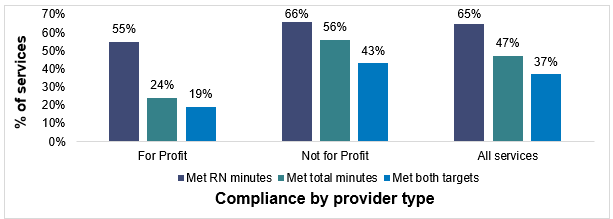 70%
60%
50%
40%
30%
20%
10%
0%
% of services
55%
24%
19%
66%
56%
43%
65%
47%
37%
For Profit
Not for Profit
All services
Met RN minutes
Met total minutes
Met both targets
Compliance by provider type